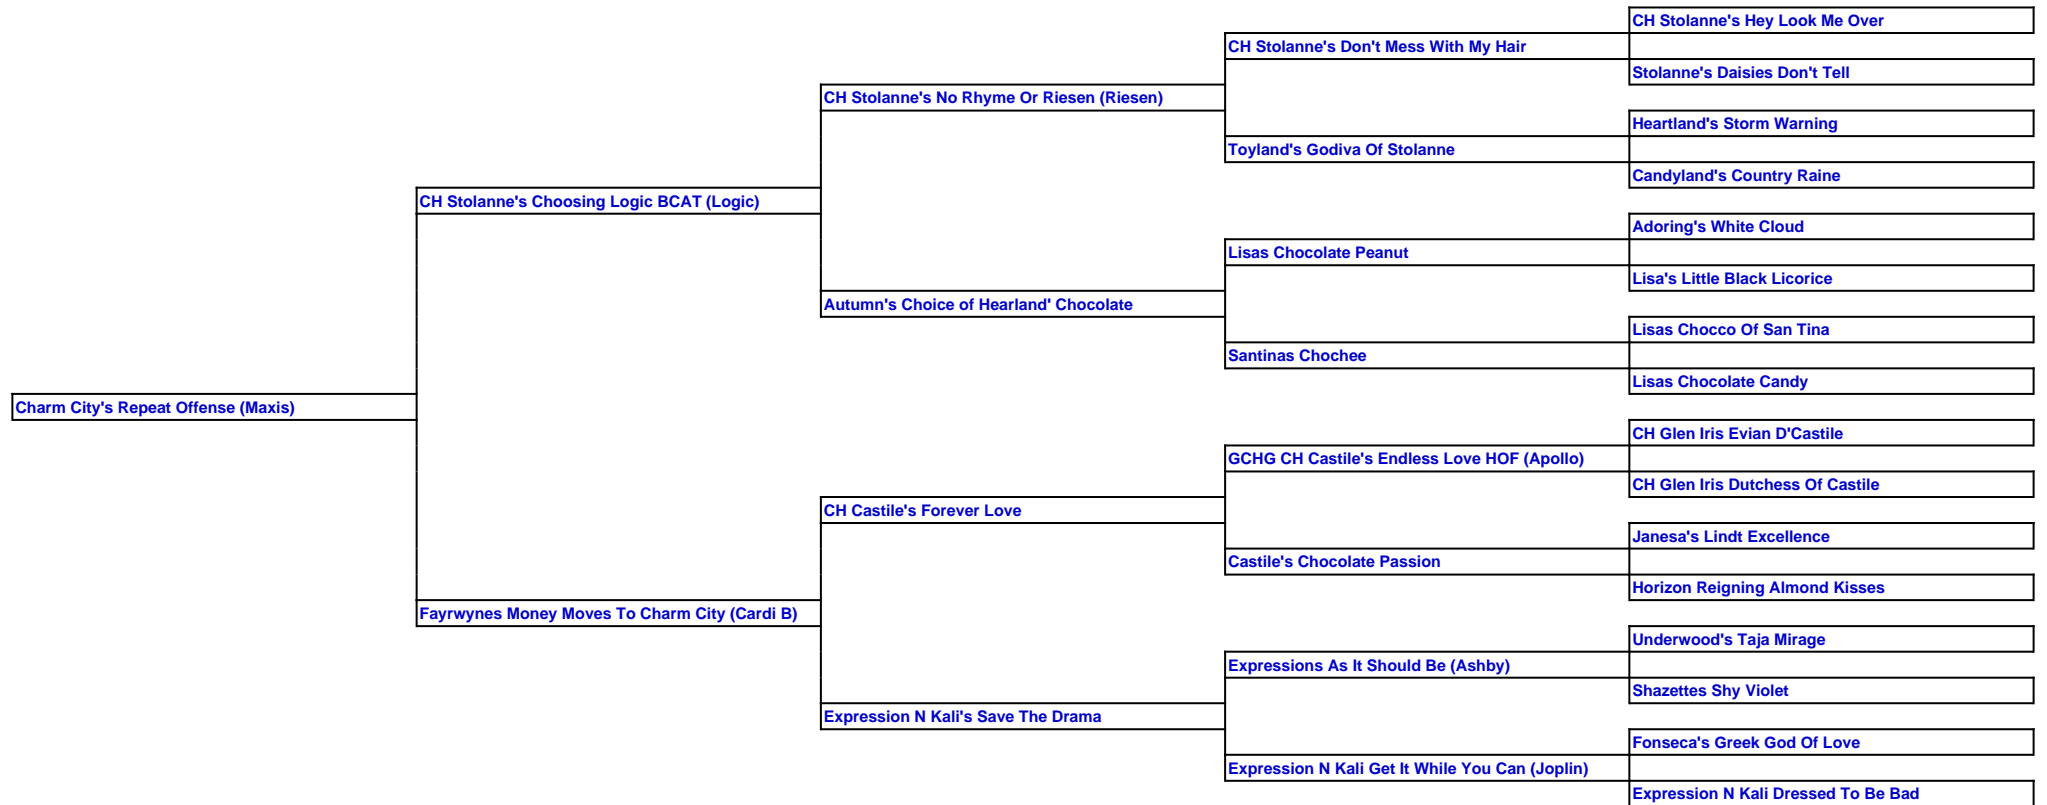 CH Stolanne's Hey Look Me Over
CH Stolanne's Don't Mess With My Hair
Stolanne's Daisies Don't Tell
CH Stolanne's No Rhyme Or Riesen (Riesen)
Heartland's Storm Warning
Toyland's Godiva Of Stolanne
Candyland's Country Raine
CH Stolanne's Choosing Logic BCAT (Logic)
Adoring's White Cloud
Lisas Chocolate Peanut
Lisa's Little Black Licorice
Autumn's Choice of Hearland' Chocolate
Lisas Chocco Of San Tina
Santinas Chochee
Lisas Chocolate Candy
Charm City's Repeat Offense (Maxis)
CH Glen Iris Evian D'Castile
GCHG CH Castile's Endless Love HOF (Apollo)
CH Glen Iris Dutchess Of Castile
CH Castile's Forever Love
Janesa's Lindt Excellence
Castile's Chocolate Passion
Horizon Reigning Almond Kisses
Fayrwynes Money Moves To Charm City (Cardi B)
Underwood's Taja Mirage
Expressions As It Should Be (Ashby)
Shazettes Shy Violet
Expression N Kali's Save The Drama
Fonseca's Greek God Of Love
Expression N Kali Get It While You Can (Joplin)
Expression N Kali Dressed To Be Bad